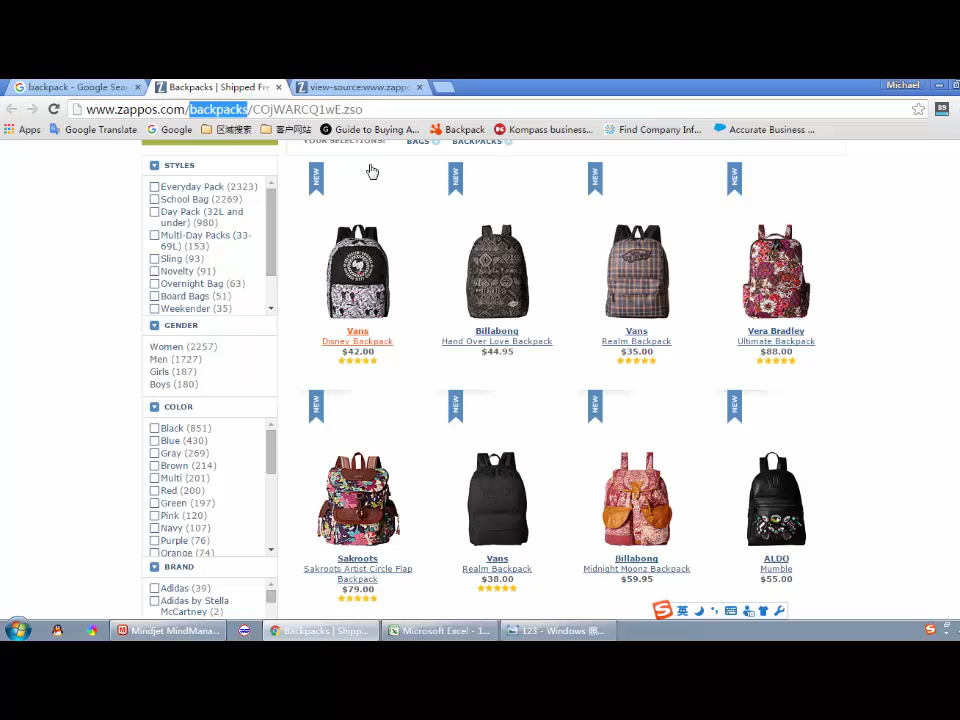 backpack - Google Sea
Backpacks | Shipped Fre
view-source:www.zappo
Michael
www.zappos.com/backpacks/COjWARCQ1wE.zso
Apps
Google Translate
Google
区域搜索
客户网站
Guide to Buying A...
Backpack
Kompass business...
Find Company Inf...
Accurate Business ...
YOUR SELECTIONS:
BAGS
BACKPACKS
STYLES
Everyday Pack (2323)
School Bag (2269)
Day Pack (32L and
under) (980)
Multi-Day Packs (33-
69L) (153)
Sling (93)
Novelty (91)
Overnight Bag (63)
Board Bags (51)
Weekender (35)
GENDER
Women (2257)
Men (1727)
Girls (187)
Boys (180)
COLOR
Black (851)
Blue (430)
Gray (269)
Brown (214)
Multi (201)
Red (200)
Green (197)
Pink (120)
Navy (107)
Purple (76)
Orange (74)
BRAND
Adidas (39)
Adidas by Stella
McCartney (2)
NEW
NEW
NEW
NEW
Vans
Disney Backpack
$42.00
Billabong
Hand Over Love Backpack
$44.95
Vans
Realm Backpack
$35.00
Vera Bradley
Ultimate Backpack
$88.00
NEW
NEW
NEW
NEW
Sakroots
Sakroots Artist Circle Flap
Backpack
$79.00
Vans
Realm Backpack
$38.00
Billabong
Midnight Moonz Backpack
$59.95
ALDO
Mumble
$55.00
英
Mindjet MindMana...
Backpacks | Shipp...
Microsoft Excel - 1...
123 - Windows 照...